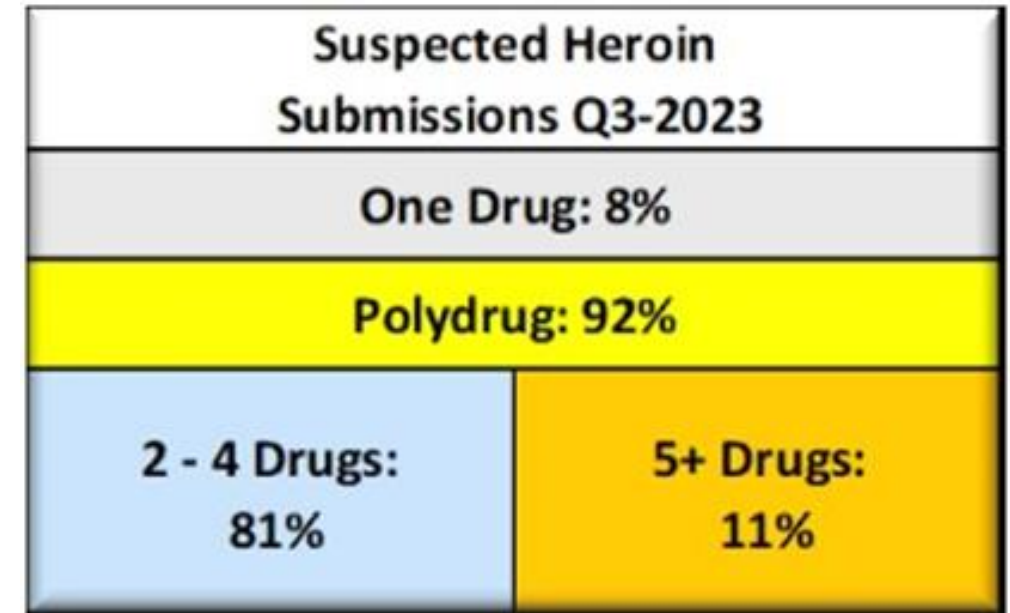 Suspected Heroin
Submissions Q3-2023
One Drug: 8%
Polydrug: 92%
2 - 4 Drugs:
81%
5+ Drugs:
11%